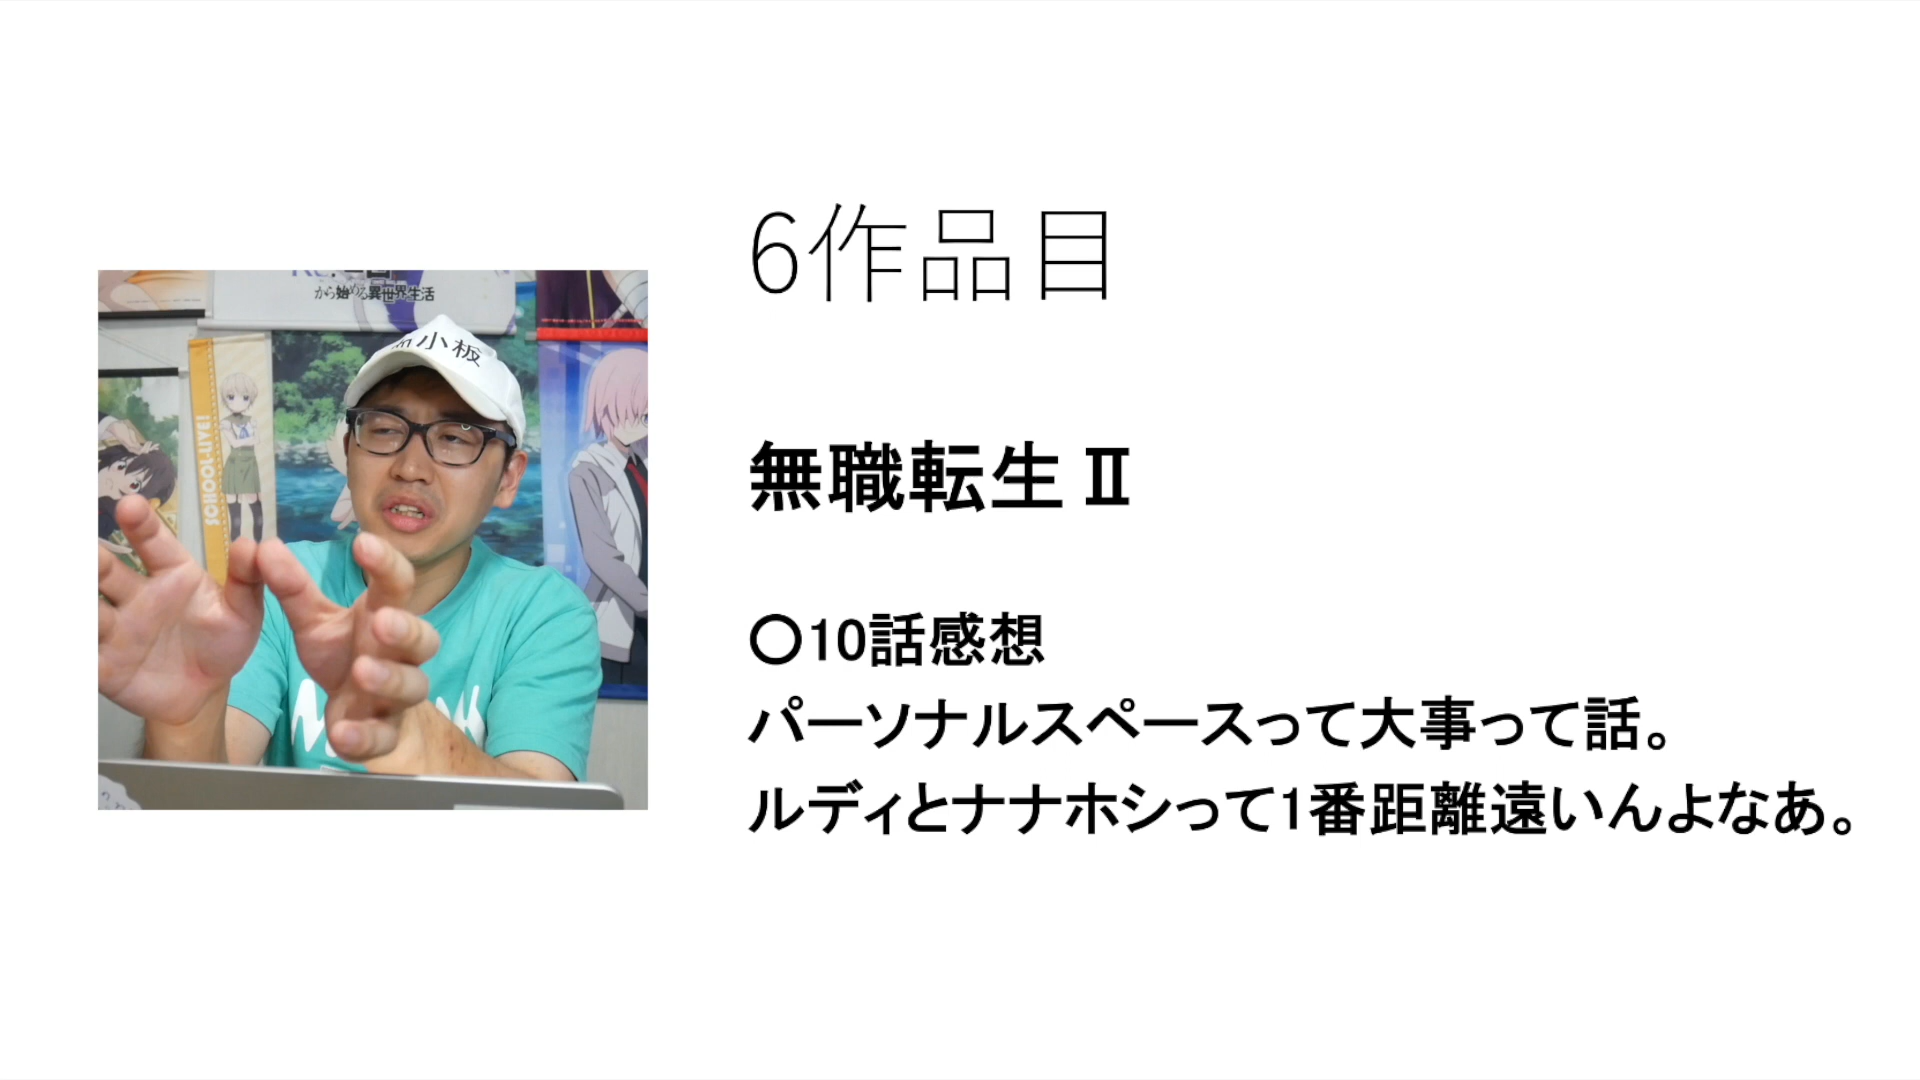 6作品目
無職転生Ⅱ
〇10話感想
パーソナルスペースって大事って話。
ルディとナナホシって1番距離遠いんよなあ。
から始める異世界生活
小板
SCHOOL-LIVE!